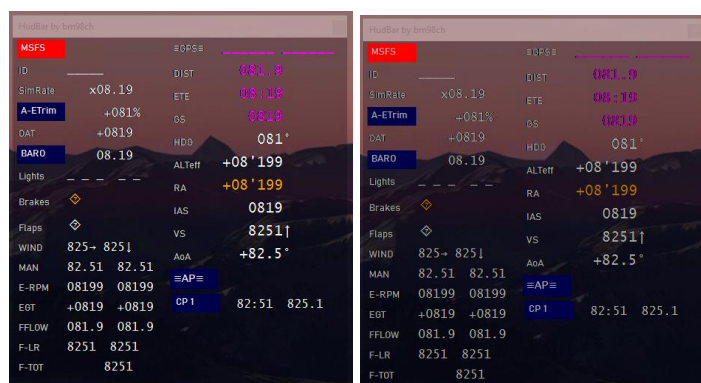 HudBar by bm98ch
MSFS ≡GPS≡ ______ ______
ID ______ DIST 081.9
SimRate x08.19 ETE 08:19
A-ETrim +081% GS 0819
DAT +0819 HDG 081°
BARO 08.19 ALTeff +08'199
Lights _ _ _ _ RA +08'199
Brakes IAS 0819
Flaps VS 8251↑
WIND 825→ 825↓ AoA +82.5°
MAN 82.51 82.51 ≡AP≡
E-RPM 08199 08199 CP 1 82:51 825.1
EGT +0819 +0819
FFLOW 081.9 081.9
F-LR 8251 8251
F-TOT 8251
HudBar by bm98ch
MSFS ≡GPS≡ ______ ______
ID ______ DIST 081.9
SimRate x08.19 ETE 08:19
A-ETrim +081% GS 0819
DAT +0819 HDG 081°
BARO 08.19 ALTeff +08'199
Lights _ _ _ _ RA +08'199
Brakes IAS 0819
Flaps VS 8251↑
WIND 825→ 825↓ AoA +82.5°
MAN 82.51 82.51 ≡AP≡
E-RPM 08199 08199 CP 1 82:51 825.1
EGT +0819 +0819
FFLOW 081.9 081.9
F-LR 8251 8251
F-TOT 8251